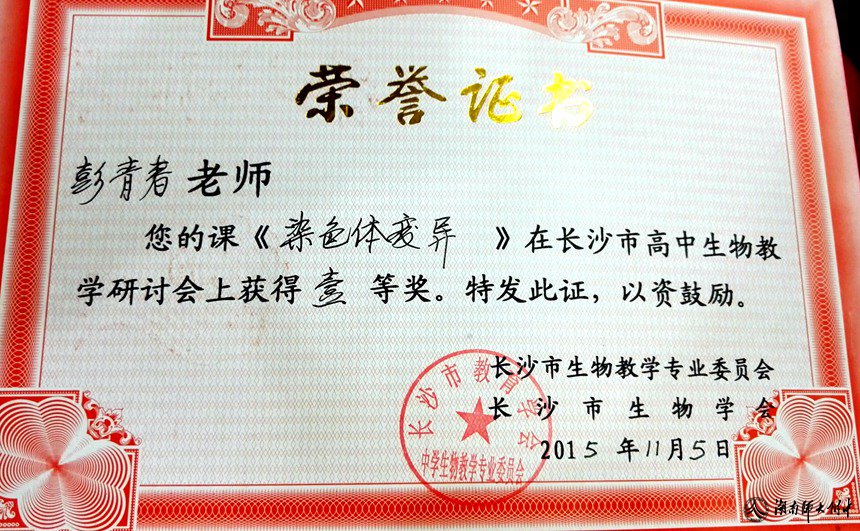 荣誉证书
彭青春 老师
您的课《染色体变异 》在长沙市高中生物教
学研讨会上获得 壹 等奖。特发此证，以资鼓励。
长沙市生物教学专业委员会
长沙市生物学会
2015 年 11 月 5 日
长沙市教育学会
中学生物教学专业委员会
湖南师大附中